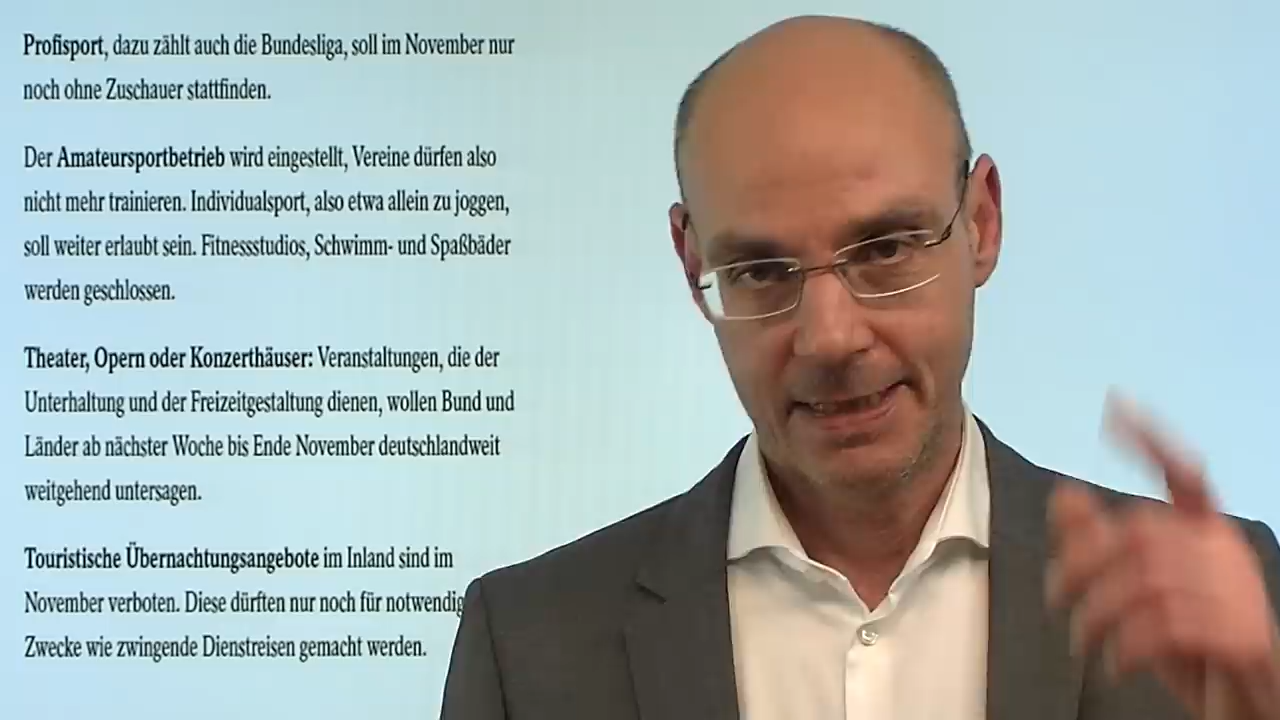 Profisport, dazu zählt auch die Bundesliga, soll im November nur
noch ohne Zuschauer stattfinden.
Der Amateursportbetrieb wird eingestellt, Vereine dürfen also
nicht mehr trainieren. Individualsport, also etwa allein zu joggen,
soll weiter erlaubt sein. Fitnessstudios, Schwimm- und Spaßbäder
werden geschlossen.
Theater, Opern oder Konzerthäuser: Veranstaltungen, die der
Unterhaltung und der Freizeitgestaltung dienen, wollen Bund und
Länder ab nächster Woche bis Ende November deutschlandweit
weitgehend untersagen.
Touristische Übernachtungsangebote im Inland sind im
November verboten. Diese dürften nur noch für notwendig
Zwecke wie zwingende Dienstreisen gemacht werden.